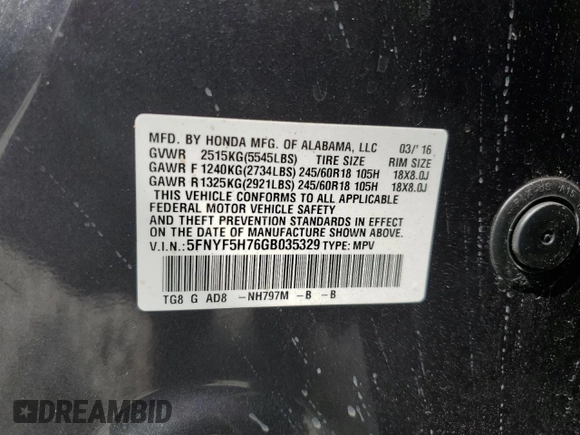 MFD. BY HONDA MFG. OF ALABAMA, LLC 03/'16
GVWR 2515KG(5545LBS) TIRE SIZE RIM SIZE
GAWR F 1240KG(2734LBS) 245/60R18 105H 18X8.0J
GAWR R1325KG(2921LBS) 245/60R18 105H 18X8.0J
THIS VEHICLE CONFORMS TO ALL APPLICABLE
FEDERAL MOTOR VEHICLE SAFETY
AND THEFT PREVENTION STANDARDS IN EFFECT
ON THE DATE OF MANUFACTURE SHOWN ABOVE.
V.I.N.: 5FNYF5H76GB035329 TYPE: MPV
TG8 G AD8 -NH797M -B -B
DREAMBID